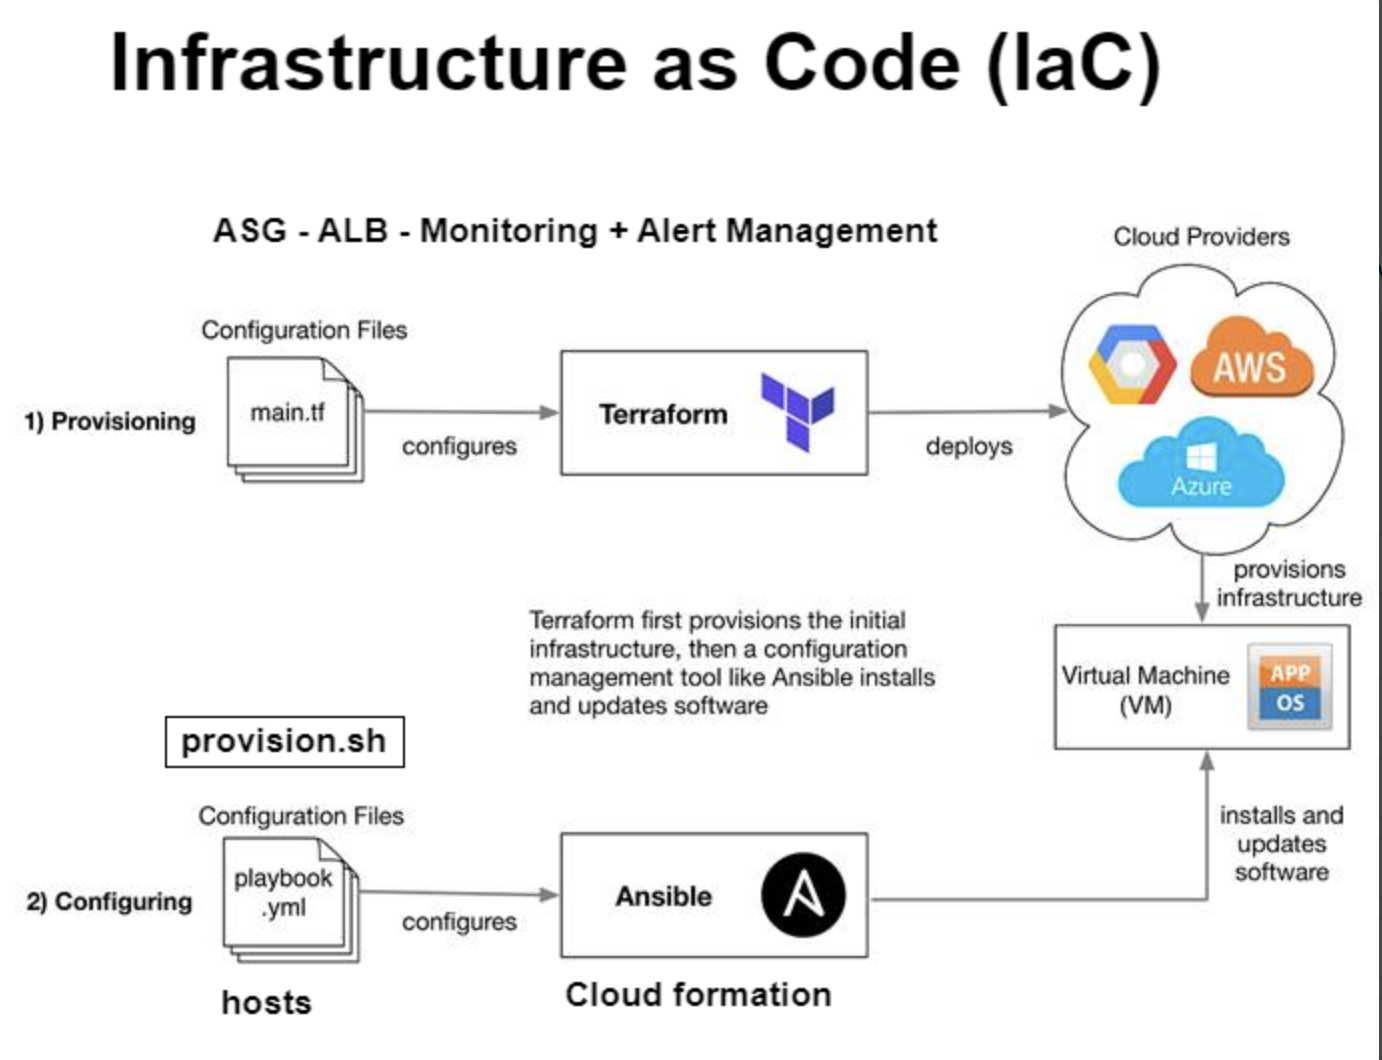 Infrastructure as Code (IaC)
ASG - ALB - Monitoring + Alert Management
Cloud Providers
Configuration Files
1) Provisioning
main.tf
configures
Terraform
deploys
AWS
Azure
provisions
infrastructure
Terraform first provisions the initial
infrastructure, then a configuration
management tool like Ansible installs
and updates software
Virtual Machine
(VM)
APP
OS
provision.sh
Configuration Files
2) Configuring
playbook
.yml
configures
Ansible
installs and
updates
software
hosts
Cloud formation